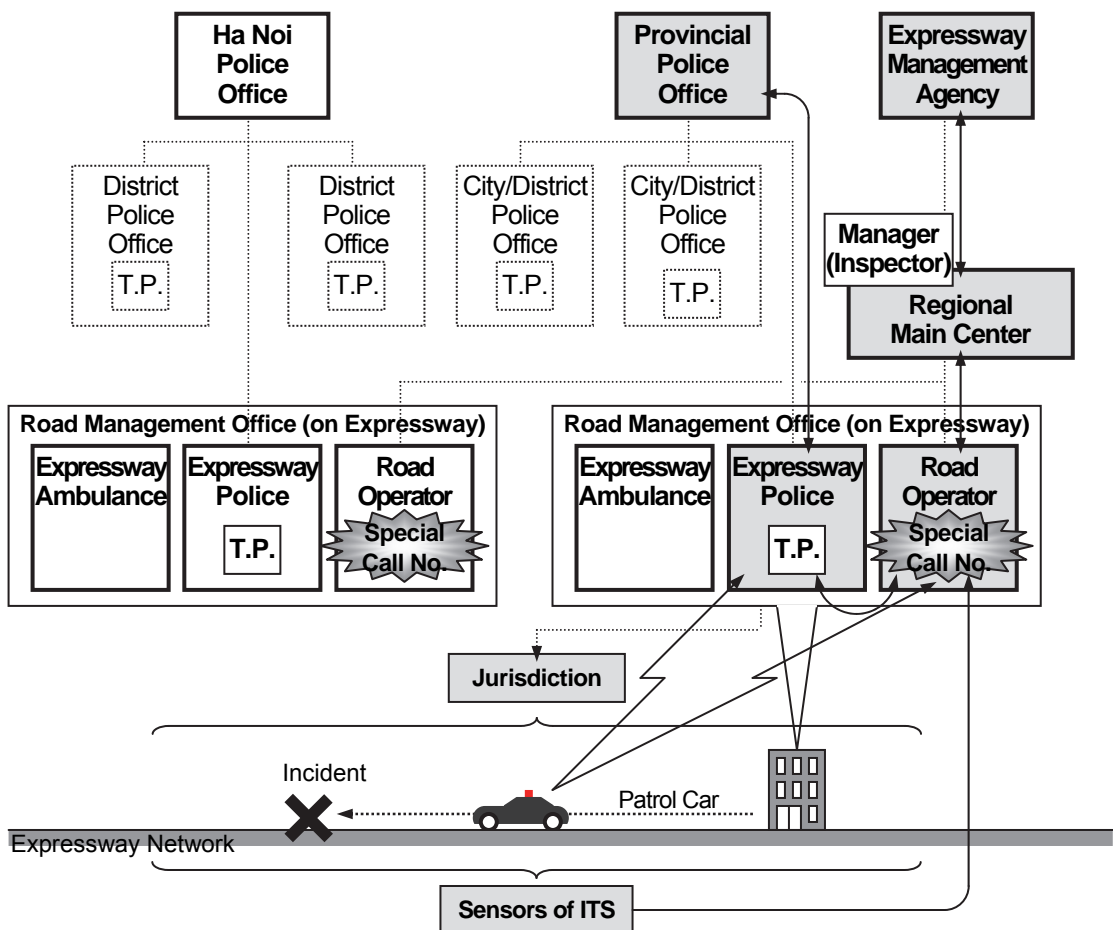 Ha Noi
Police
Office
Provincial
Police
Office
Expressway
Management
Agency
District
Police
Office
T.P.
District
Police
Office
T.P.
City/District
Police
Office
T.P.
City/District
Police
Office
T.P.
Manager
(Inspector)
Regional
Main Center
Road Management Office (on Expressway)
Expressway
Ambulance
Expressway
Police
T.P.
Road
Operator
Special
Call No.
Road Management Office (on Expressway)
Expressway
Ambulance
Expressway
Police
T.P.
Road
Operator
Special
Call No.
Jurisdiction
Incident
Patrol Car
Expressway Network
Sensors of ITS